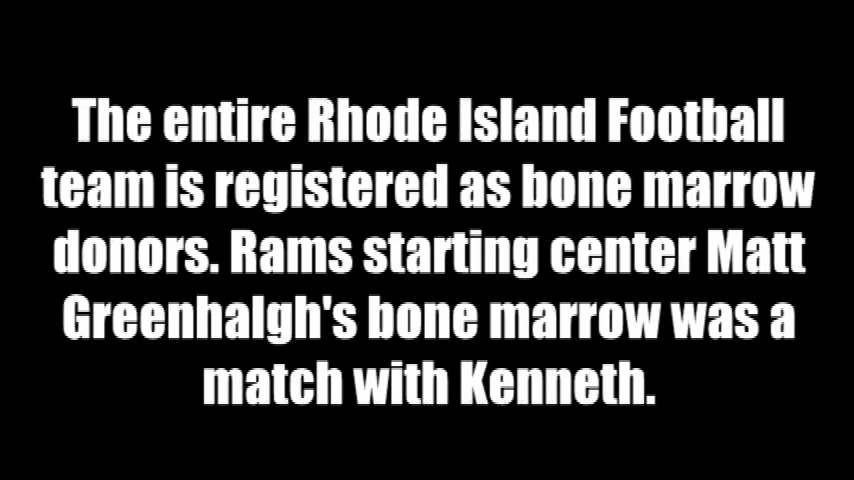 The entire Rhode Island Football
team is registered as bone marrow
donors. Rams starting center Matt
Greenhalgh's bone marrow was a
match with Kenneth.